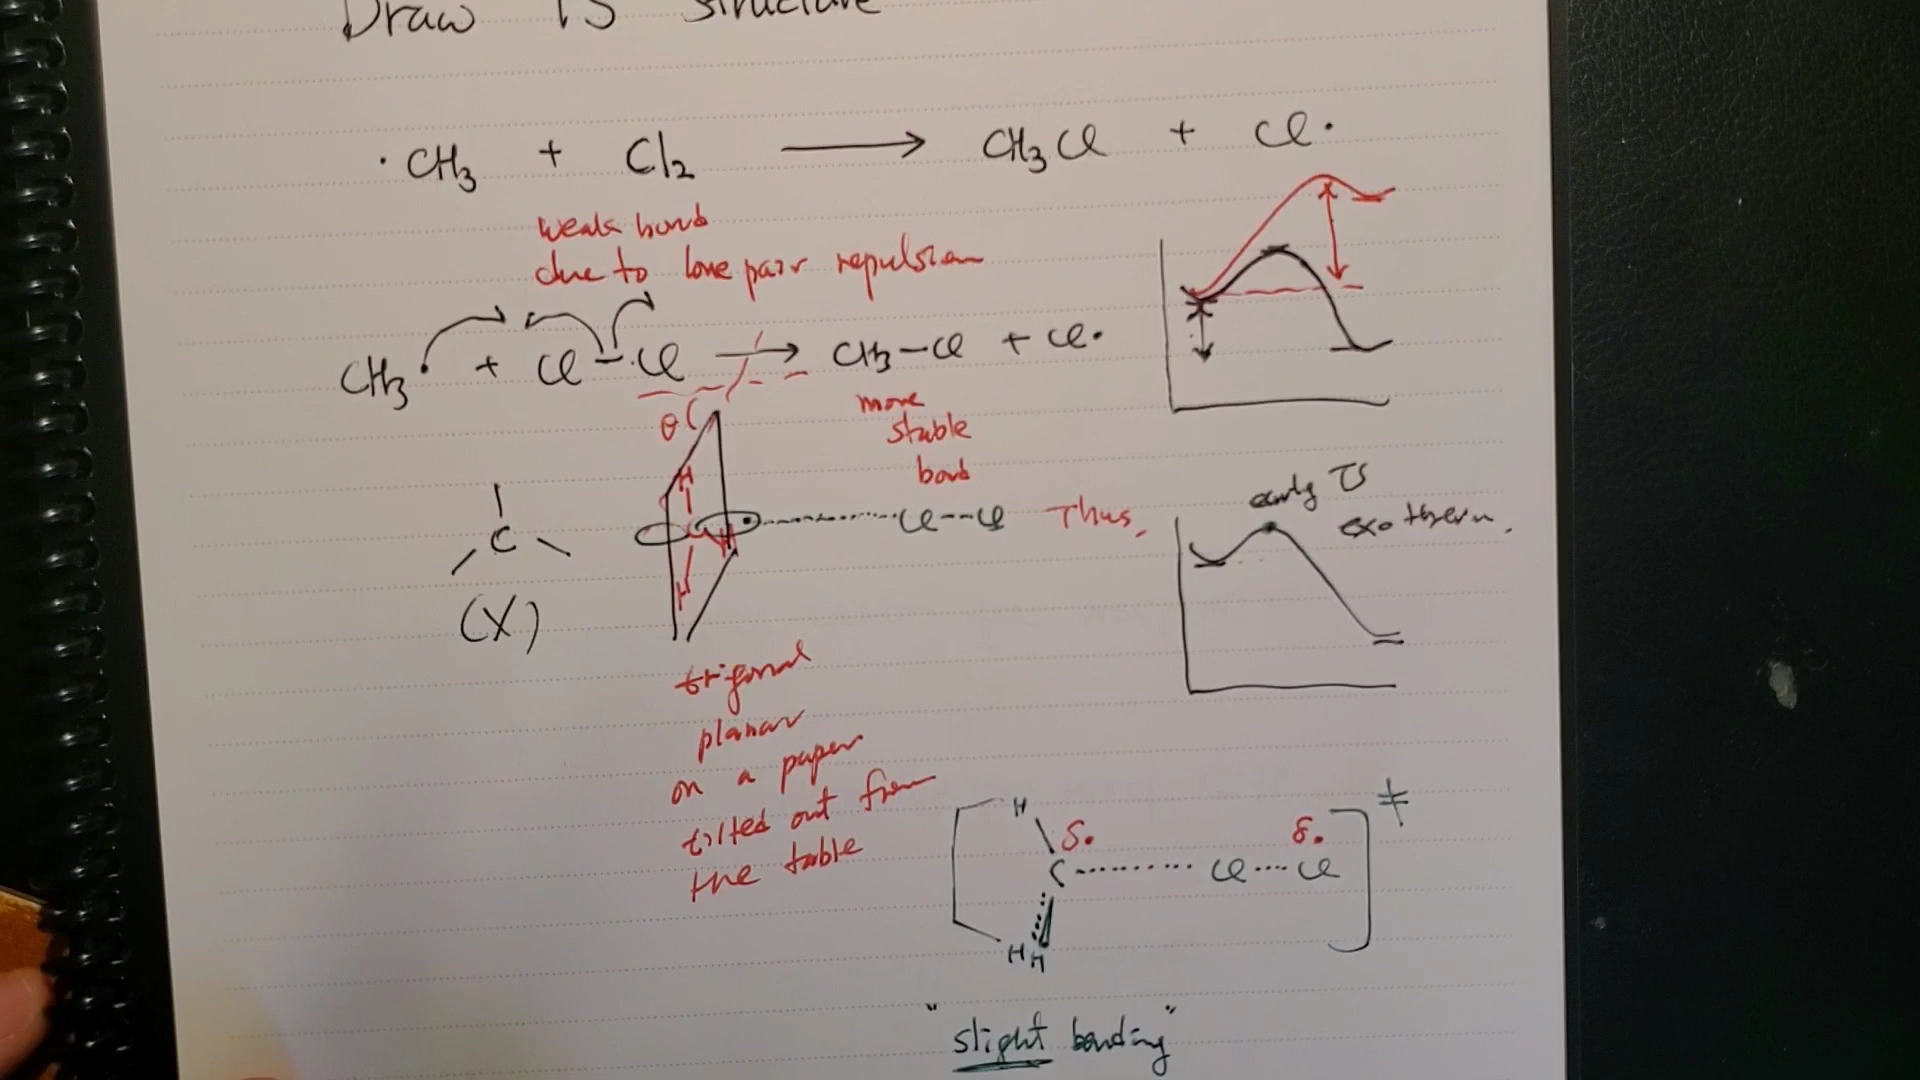 Draw TS structure
·CH3 + Cl2 ⟶ CH3Cl + Cl·
weak bond
due to lone pair repulsion
CH3· + Cl–Cl ⟶ CH3–Cl + Cl·
more
stable
bond
θ
H
C
H
H
Cl--Cl
Thus,
C
(X)
early TS
exotherm.
trigonal
planar
on a paper
tilted out from
the table
H
δ·
δ·
C········Cl····Cl
H
H
‡
"slight bonding"